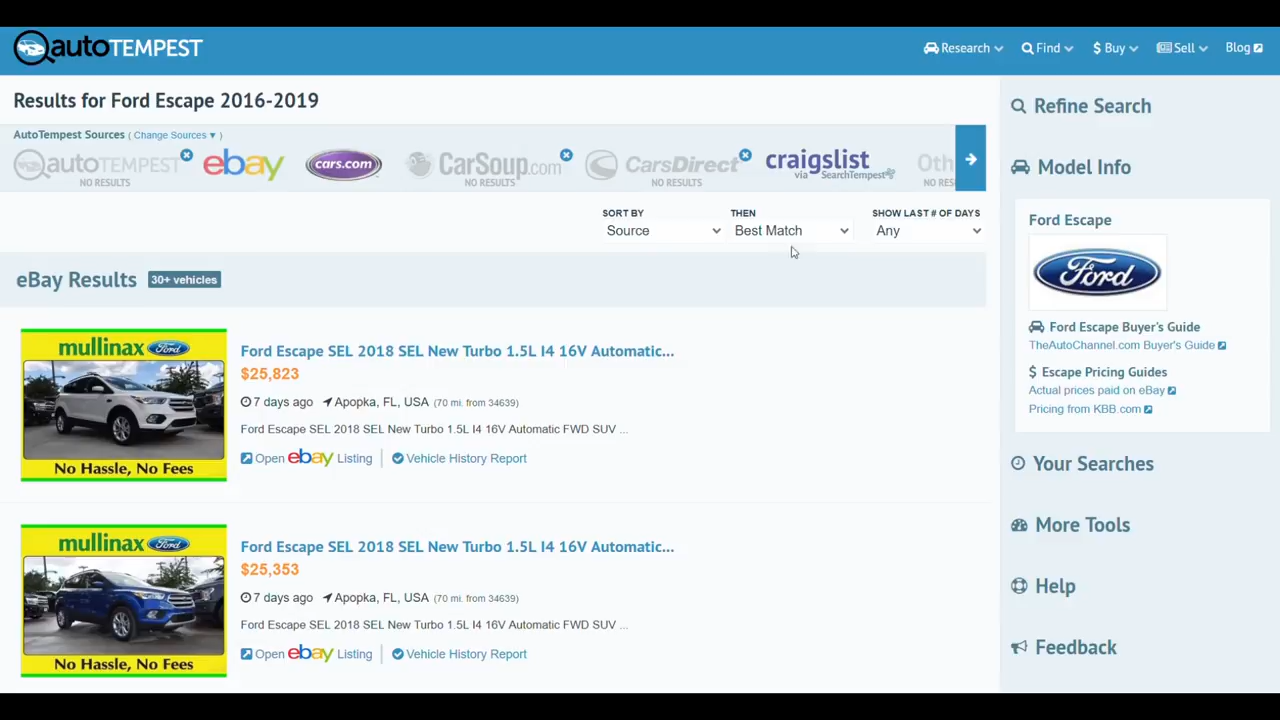 autoTEMPEST
Research Find $ Buy Sell Blog
Results for Ford Escape 2016-2019
AutoTempest Sources ( Change Sources ▼ )
autoTEMPEST
NO RESULTS
ebay
cars.com
CarSoup.com
NO RESULTS
CarsDirect
NO RESULTS
craigslist
via SearchTempest
Oth
NO RES
SORT BY
Source
THEN
Best Match
SHOW LAST # OF DAYS
Any
eBay Results 30+ vehicles
mullinax Ford
No Hassle, No Fees
Ford Escape SEL 2018 SEL New Turbo 1.5L I4 16V Automatic...
$25,823
7 days ago Apopka, FL, USA (70 mi. from 34639)
Ford Escape SEL 2018 SEL New Turbo 1.5L I4 16V Automatic FWD SUV ...
Open ebay Listing | Vehicle History Report
mullinax Ford
No Hassle, No Fees
Ford Escape SEL 2018 SEL New Turbo 1.5L I4 16V Automatic...
$25,353
7 days ago Apopka, FL, USA (70 mi. from 34639)
Ford Escape SEL 2018 SEL New Turbo 1.5L I4 16V Automatic FWD SUV ...
Open ebay Listing | Vehicle History Report
Refine Search
Model Info
Ford Escape
Ford
Ford Escape Buyer's Guide
TheAutoChannel.com Buyer's Guide
$ Escape Pricing Guides
Actual prices paid on eBay
Pricing from KBB.com
Your Searches
More Tools
Help
Feedback